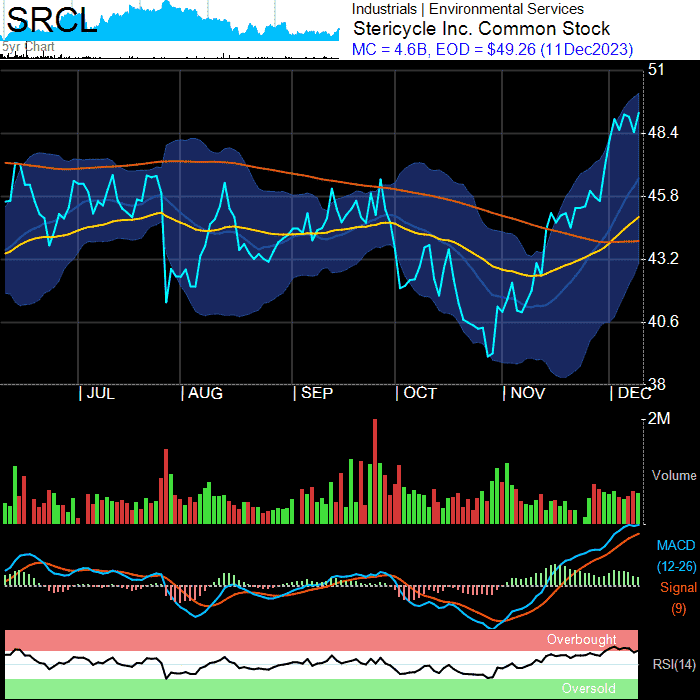 SRCL
5yr Chart
Industrials | Environmental Services
Stericycle Inc. Common Stock
MC = 4.6B, EOD = $49.26 (11Dec2023)
51
48.4
45.8
43.2
40.6
38
| JUL | AUG | SEP | OCT | NOV | DEC
2M
Volume
MACD
(12-26)
Signal
(9)
Overbought
RSI(14)
Oversold